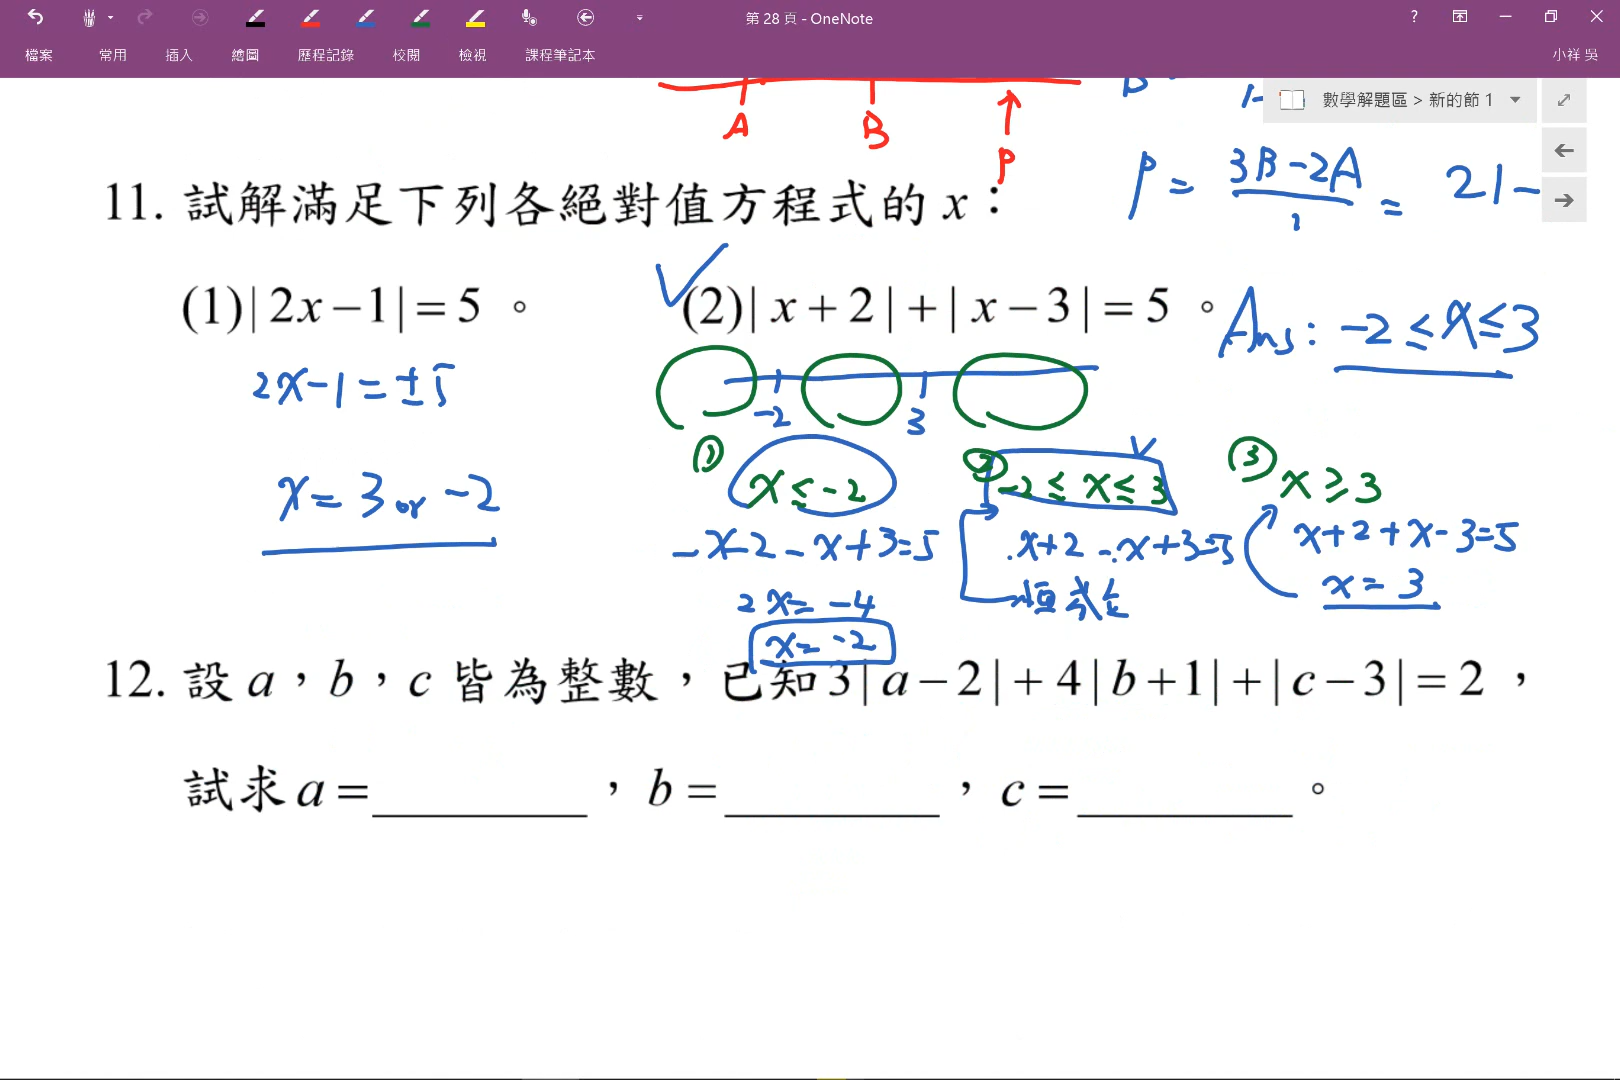 第 28 頁 - OneNote
?
檔案 常用 插入 繪圖 歷程記錄 校閱 檢視 課程筆記本 小祥 吳
數學解題區 > 新的節 1
A B P
P = 3B-2A / 1 = 21-
11. 試解滿足下列各絕對值方程式的 x：
(1)| 2x－1|＝5 。 (2)| x＋2 |＋| x－3 |＝5 。
Ans: -2 ≤ x ≤ 3
2x-1 = ±5
-2 3
x = 3 or -2
① x ≤ -2 ② -2 ≤ x ≤ 3 ③ x ≥ 3
-x-2-x+3=5 x+2-x+3=5 x+2+x-3=5
2x = -4 恒成立 x = 3
x = -2
12. 設 a，b，c 皆為整數，已知 3| a－2 |＋4| b＋1|＋| c－3 |＝2，
試求 a＝________，b＝________，c＝________。